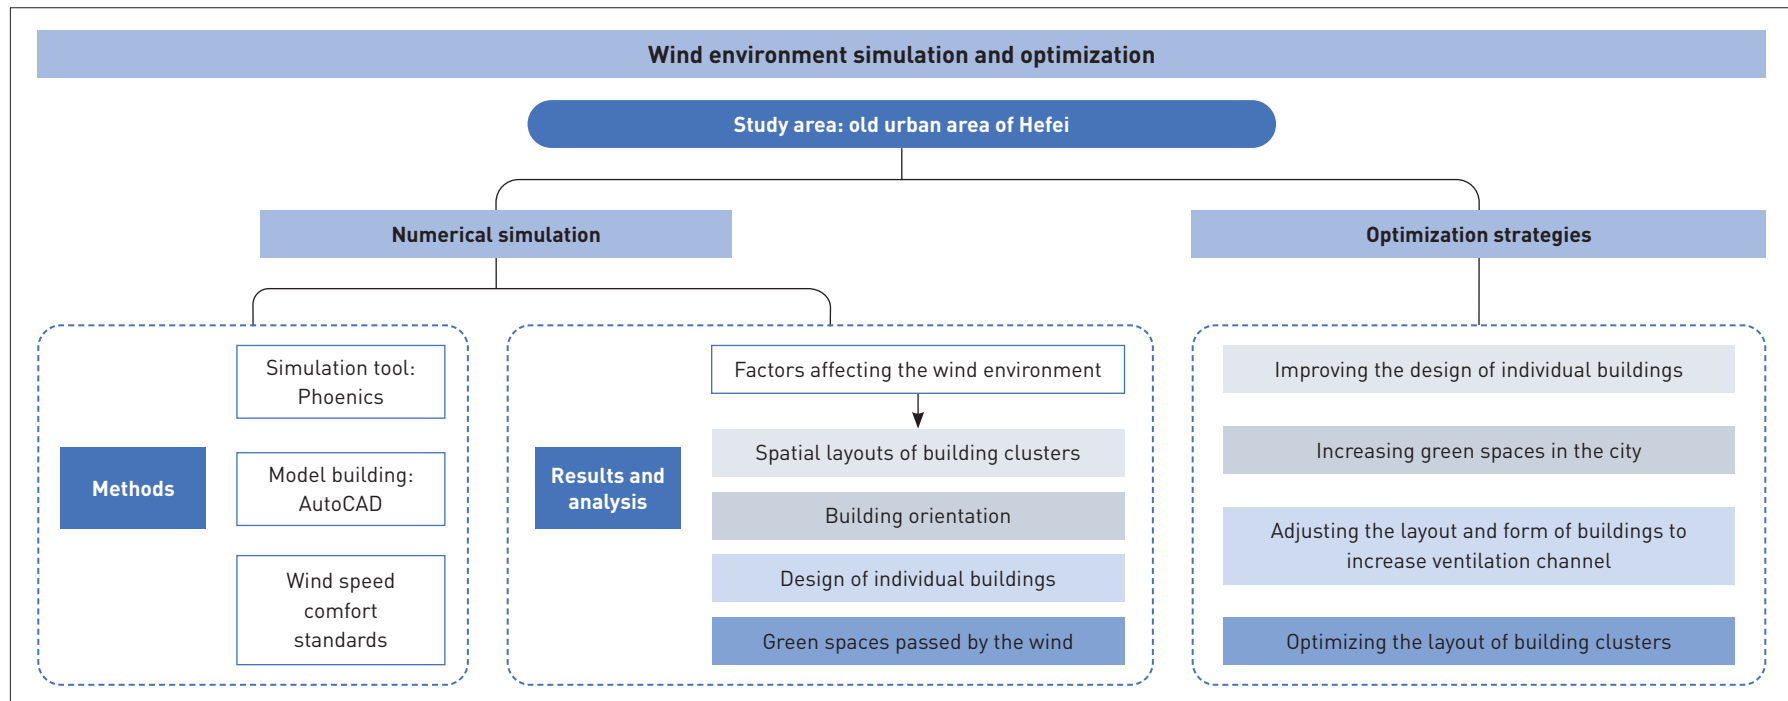 Wind environment simulation and optimization
Study area: old urban area of Hefei
Numerical simulation
Optimization strategies
Methods
Simulation tool:
Phoenics
Model building:
AutoCAD
Wind speed
comfort
standards
Results and
analysis
Factors affecting the wind environment
Spatial layouts of building clusters
Building orientation
Design of individual buildings
Green spaces passed by the wind
Improving the design of individual buildings
Increasing green spaces in the city
Adjusting the layout and form of buildings to
increase ventilation channel
Optimizing the layout of building clusters